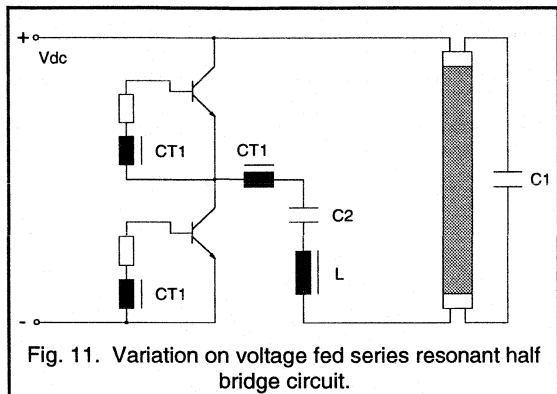 +
Vdc
CT1
CT1
C1
C2
CT1
L
-
Fig. 11. Variation on voltage fed series resonant half
bridge circuit.